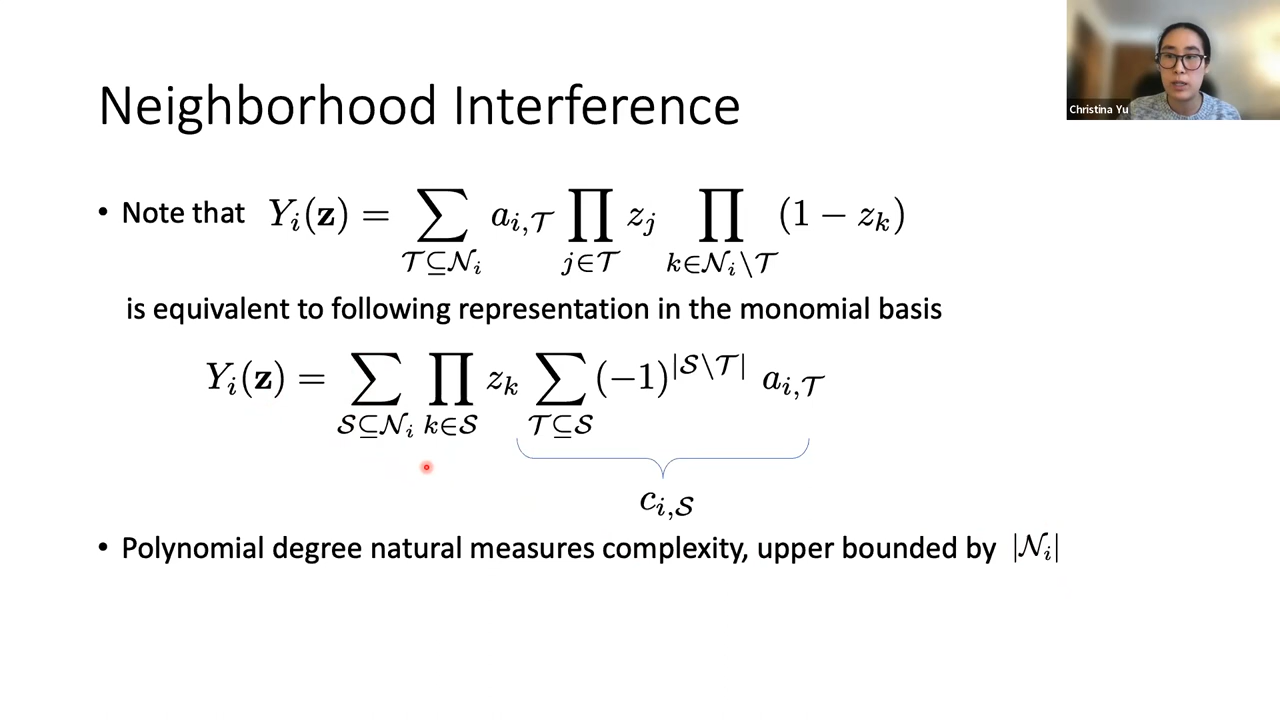 Neighborhood Interference
Christina Yu
• Note that $Y_i(\mathbf{z}) = \sum_{\mathcal{T} \subseteq \mathcal{N}_i} a_{i,\mathcal{T}} \prod_{j \in \mathcal{T}} z_j \prod_{k \in \mathcal{N}_i \setminus \mathcal{T}} (1 - z_k)$
is equivalent to following representation in the monomial basis
$Y_i(\mathbf{z}) = \sum_{\mathcal{S} \subseteq \mathcal{N}_i} \prod_{k \in \mathcal{S}} z_k \sum_{\mathcal{T} \subseteq \mathcal{S}} (-1)^{|\mathcal{S} \setminus \mathcal{T}|} a_{i,\mathcal{T}}$
$c_{i,\mathcal{S}}$
• Polynomial degree natural measures complexity, upper bounded by $|\mathcal{N}_i|$